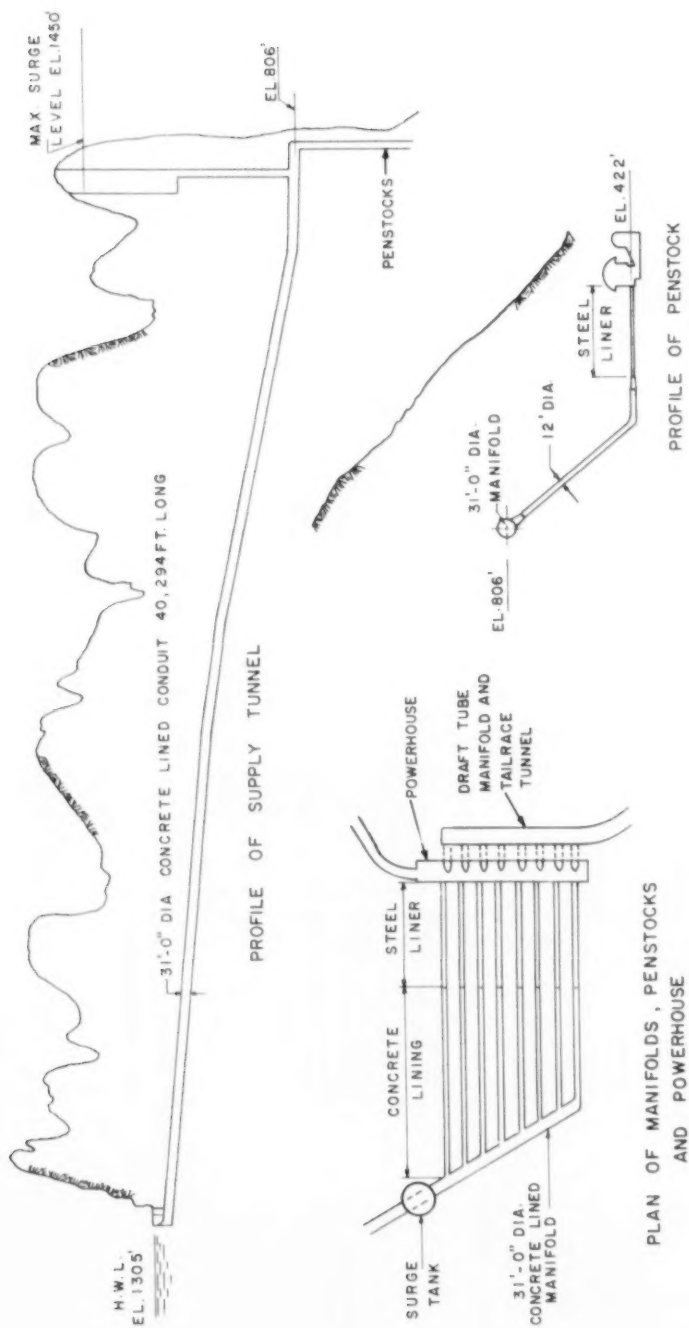 MAX. SURGE
LEVEL EL.1450'
H.W.L.
EL.1305'
31'-0" DIA CONCRETE LINED CONDUIT 40,294FT. LONG
EL.806'
PENSTOCKS
PROFILE OF SUPPLY TUNNEL
SURGE
TANK
CONCRETE
LINING
STEEL
LINER
POWERHOUSE
DRAFT TUBE
MANIFOLD AND
TAILRACE
TUNNEL
31'-0" DIA.
CONCRETE LINED
MANIFOLD
PLAN OF MANIFOLDS, PENSTOCKS
AND POWERHOUSE
EL.806'
31'-0" DIA.
MANIFOLD
12' DIA.
STEEL
LINER
EL.422'
PROFILE OF PENSTOCK